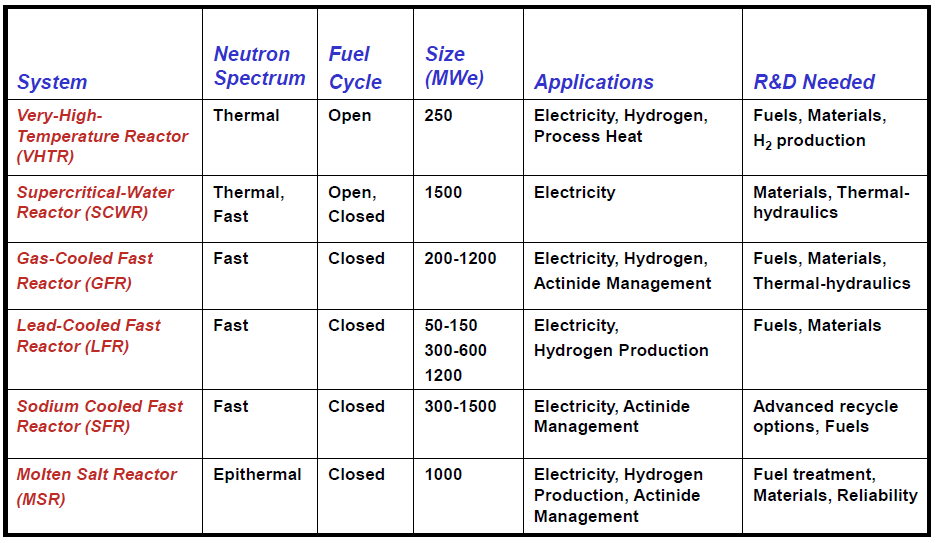 System
Neutron
Spectrum
Fuel
Cycle
Size
(MWe)
Applications
R&D Needed
Very-High-
Temperature Reactor
(VHTR)
Thermal
Open
250
Electricity, Hydrogen,
Process Heat
Fuels, Materials,
H₂ production
Supercritical-Water
Reactor (SCWR)
Thermal,
Fast
Open,
Closed
1500
Electricity
Materials, Thermal-
hydraulics
Gas-Cooled Fast
Reactor (GFR)
Fast
Closed
200-1200
Electricity, Hydrogen,
Actinide Management
Fuels, Materials,
Thermal-hydraulics
Lead-Cooled Fast
Reactor (LFR)
Fast
Closed
50-150
300-600
1200
Electricity,
Hydrogen Production
Fuels, Materials
Sodium Cooled Fast
Reactor (SFR)
Fast
Closed
300-1500
Electricity, Actinide
Management
Advanced recycle
options, Fuels
Molten Salt Reactor
(MSR)
Epithermal
Closed
1000
Electricity, Hydrogen
Production, Actinide
Management
Fuel treatment,
Materials, Reliability